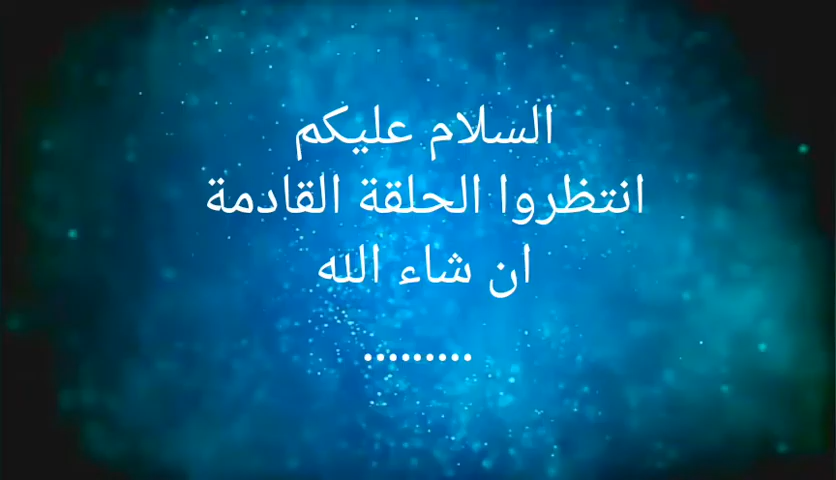 السلام عليكم
انتظروا الحلقة القادمة
ان شاء الله
.........